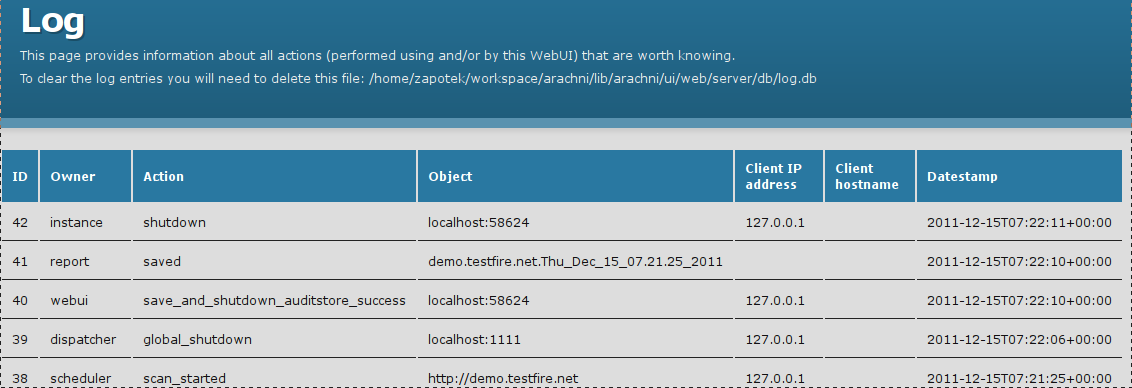 Log
This page provides information about all actions (performed using and/or by this WebUI) that are worth knowing.
To clear the log entries you will need to delete this file: /home/zapotek/workspace/arachni/lib/arachni/ui/web/server/db/log.db
ID Owner Action Object Client IP address Client hostname Datestamp
42 instance shutdown localhost:58624 127.0.0.1 2011-12-15T07:22:11+00:00
41 report saved demo.testfire.net.Thu_Dec_15_07.21.25_2011 2011-12-15T07:22:10+00:00
40 webui save_and_shutdown_auditstore_success localhost:58624 127.0.0.1 2011-12-15T07:22:10+00:00
39 dispatcher global_shutdown localhost:1111 127.0.0.1 2011-12-15T07:22:06+00:00
38 scheduler scan_started http://demo.testfire.net 127.0.0.1 2011-12-15T07:21:25+00:00